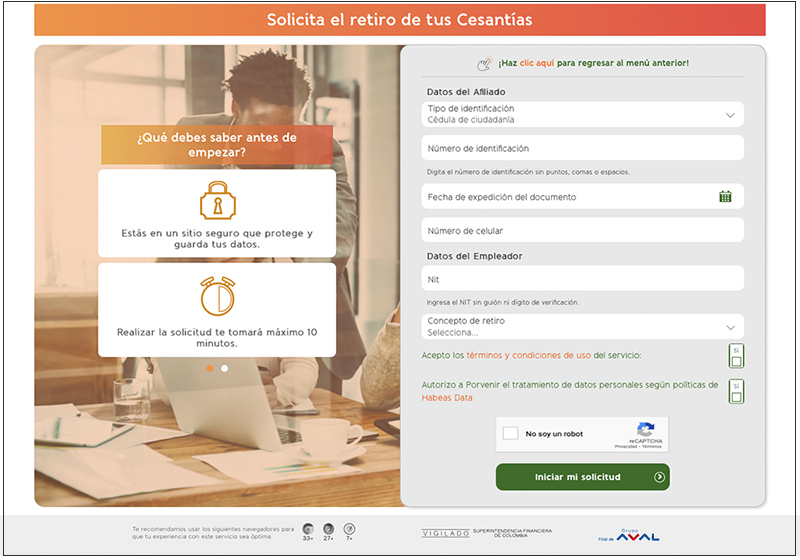 Solicita el retiro de tus Cesantías
¿Qué debes saber antes de
empezar?
Estás en un sitio seguro que protege y
guarda tus datos.
Realizar la solicitud te tomará máximo 10
minutos.
¡Haz clic aquí para regresar al menú anterior!
Datos del Afiliado
Tipo de identificación
Cédula de ciudadanía
Número de identificación
Digita el número de identificación sin puntos, comas o espacios.
Fecha de expedición del documento
Número de celular
Datos del Empleador
Nit
Ingresa el NIT sin guión ni dígito de verificación.
Concepto de retiro
Selecciona...
Acepto los términos y condiciones de uso del servicio:
SI
Autorizo a Porvenir el tratamiento de datos personales según políticas de
Habeas Data
SI
No soy un robot
reCAPTCHA
Privacidad - Términos
Iniciar mi solicitud
Te recomendamos usar los siguientes navegadores para
que tu experiencia con este servicio sea óptima
33+ 27+ 7+
VIGILADO SUPERINTENDENCIA FINANCIERA
DE COLOMBIA
Filial de Grupo AVAL